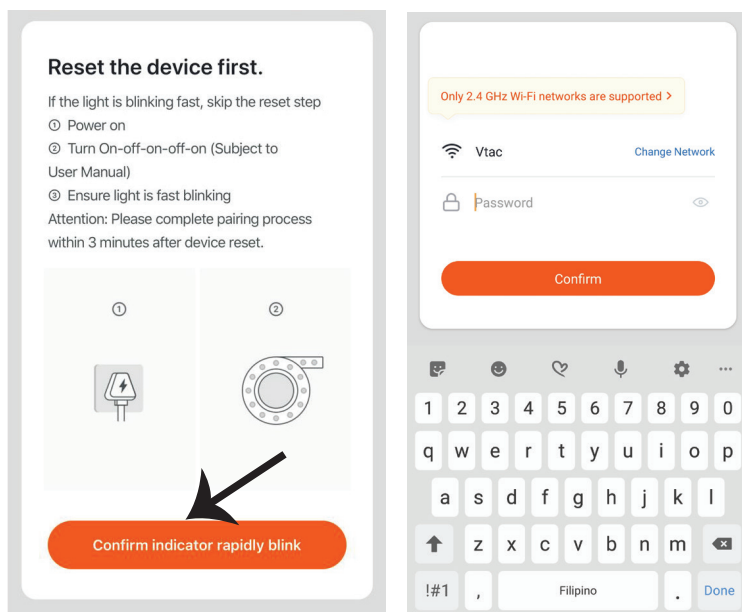 Reset the device first.
If the light is blinking fast, skip the reset step
① Power on
② Turn On-off-on-off-on (Subject to
User Manual)
③ Ensure light is fast blinking
Attention: Please complete pairing process
within 3 minutes after device reset.
①
②
Confirm indicator rapidly blink
Only 2.4 GHz Wi-Fi networks are supported >
Vtac
Change Network
Password
Confirm
1 2 3 4 5 6 7 8 9 0
q w e r t y u i o p
a s d f g h j k l
z x c v b n m
!#1 , Filipino . Done